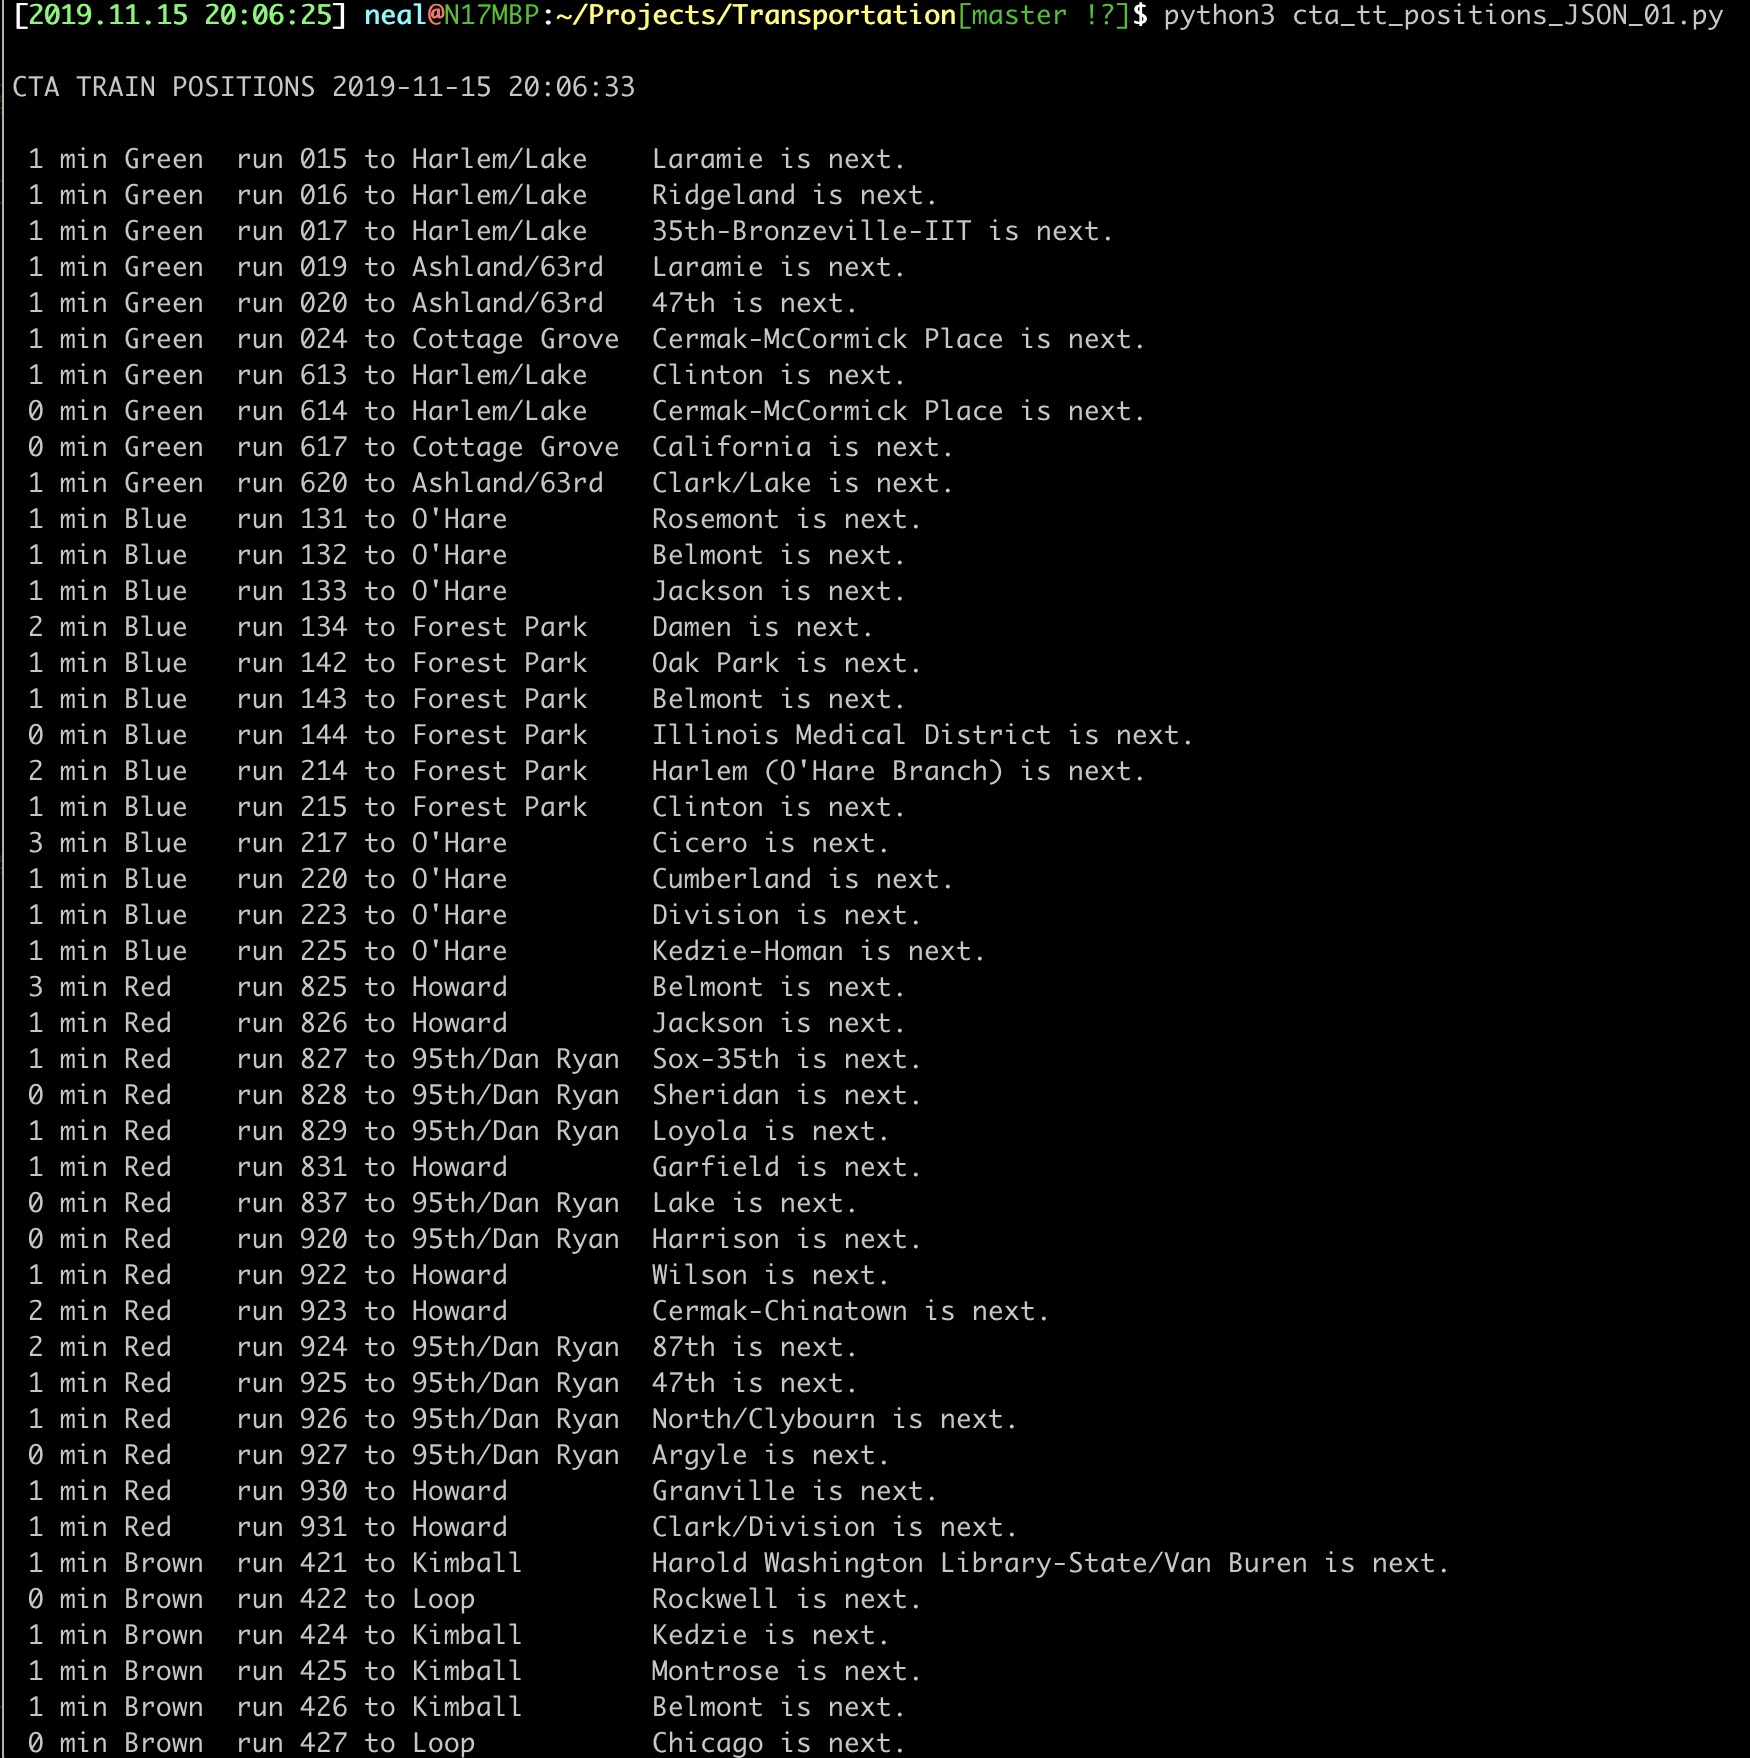 [2019.11.15 20:06:25] neal@N17MBP:~/Projects/Transportation[master !?]$ python3 cta_tt_positions_JSON_01.py
CTA TRAIN POSITIONS 2019-11-15 20:06:33
1 min Green  run 015 to Harlem/Lake    Laramie is next.
1 min Green  run 016 to Harlem/Lake    Ridgeland is next.
1 min Green  run 017 to Harlem/Lake    35th-Bronzeville-IIT is next.
1 min Green  run 019 to Ashland/63rd   Laramie is next.
1 min Green  run 020 to Ashland/63rd   47th is next.
1 min Green  run 024 to Cottage Grove  Cermak-McCormick Place is next.
1 min Green  run 613 to Harlem/Lake    Clinton is next.
0 min Green  run 614 to Harlem/Lake    Cermak-McCormick Place is next.
0 min Green  run 617 to Cottage Grove  California is next.
1 min Green  run 620 to Ashland/63rd   Clark/Lake is next.
1 min Blue   run 131 to O'Hare         Rosemont is next.
1 min Blue   run 132 to O'Hare         Belmont is next.
1 min Blue   run 133 to O'Hare         Jackson is next.
2 min Blue   run 134 to Forest Park    Damen is next.
1 min Blue   run 142 to Forest Park    Oak Park is next.
1 min Blue   run 143 to Forest Park    Belmont is next.
0 min Blue   run 144 to Forest Park    Illinois Medical District is next.
2 min Blue   run 214 to Forest Park    Harlem (O'Hare Branch) is next.
1 min Blue   run 215 to Forest Park    Clinton is next.
3 min Blue   run 217 to O'Hare         Cicero is next.
1 min Blue   run 220 to O'Hare         Cumberland is next.
1 min Blue   run 223 to O'Hare         Division is next.
1 min Blue   run 225 to O'Hare         Kedzie-Homan is next.
3 min Red    run 825 to Howard         Belmont is next.
1 min Red    run 826 to Howard         Jackson is next.
1 min Red    run 827 to 95th/Dan Ryan  Sox-35th is next.
0 min Red    run 828 to 95th/Dan Ryan  Sheridan is next.
1 min Red    run 829 to 95th/Dan Ryan  Loyola is next.
1 min Red    run 831 to Howard         Garfield is next.
0 min Red    run 837 to 95th/Dan Ryan  Lake is next.
0 min Red    run 920 to 95th/Dan Ryan  Harrison is next.
1 min Red    run 922 to Howard         Wilson is next.
2 min Red    run 923 to Howard         Cermak-Chinatown is next.
2 min Red    run 924 to 95th/Dan Ryan  87th is next.
1 min Red    run 925 to 95th/Dan Ryan  47th is next.
1 min Red    run 926 to 95th/Dan Ryan  North/Clybourn is next.
0 min Red    run 927 to 95th/Dan Ryan  Argyle is next.
1 min Red    run 930 to Howard         Granville is next.
1 min Red    run 931 to Howard         Clark/Division is next.
1 min Brown  run 421 to Kimball        Harold Washington Library-State/Van Buren is next.
0 min Brown  run 422 to Loop           Rockwell is next.
1 min Brown  run 424 to Kimball        Kedzie is next.
1 min Brown  run 425 to Kimball        Montrose is next.
1 min Brown  run 426 to Kimball        Belmont is next.
0 min Brown  run 427 to Loop           Chicago is next.